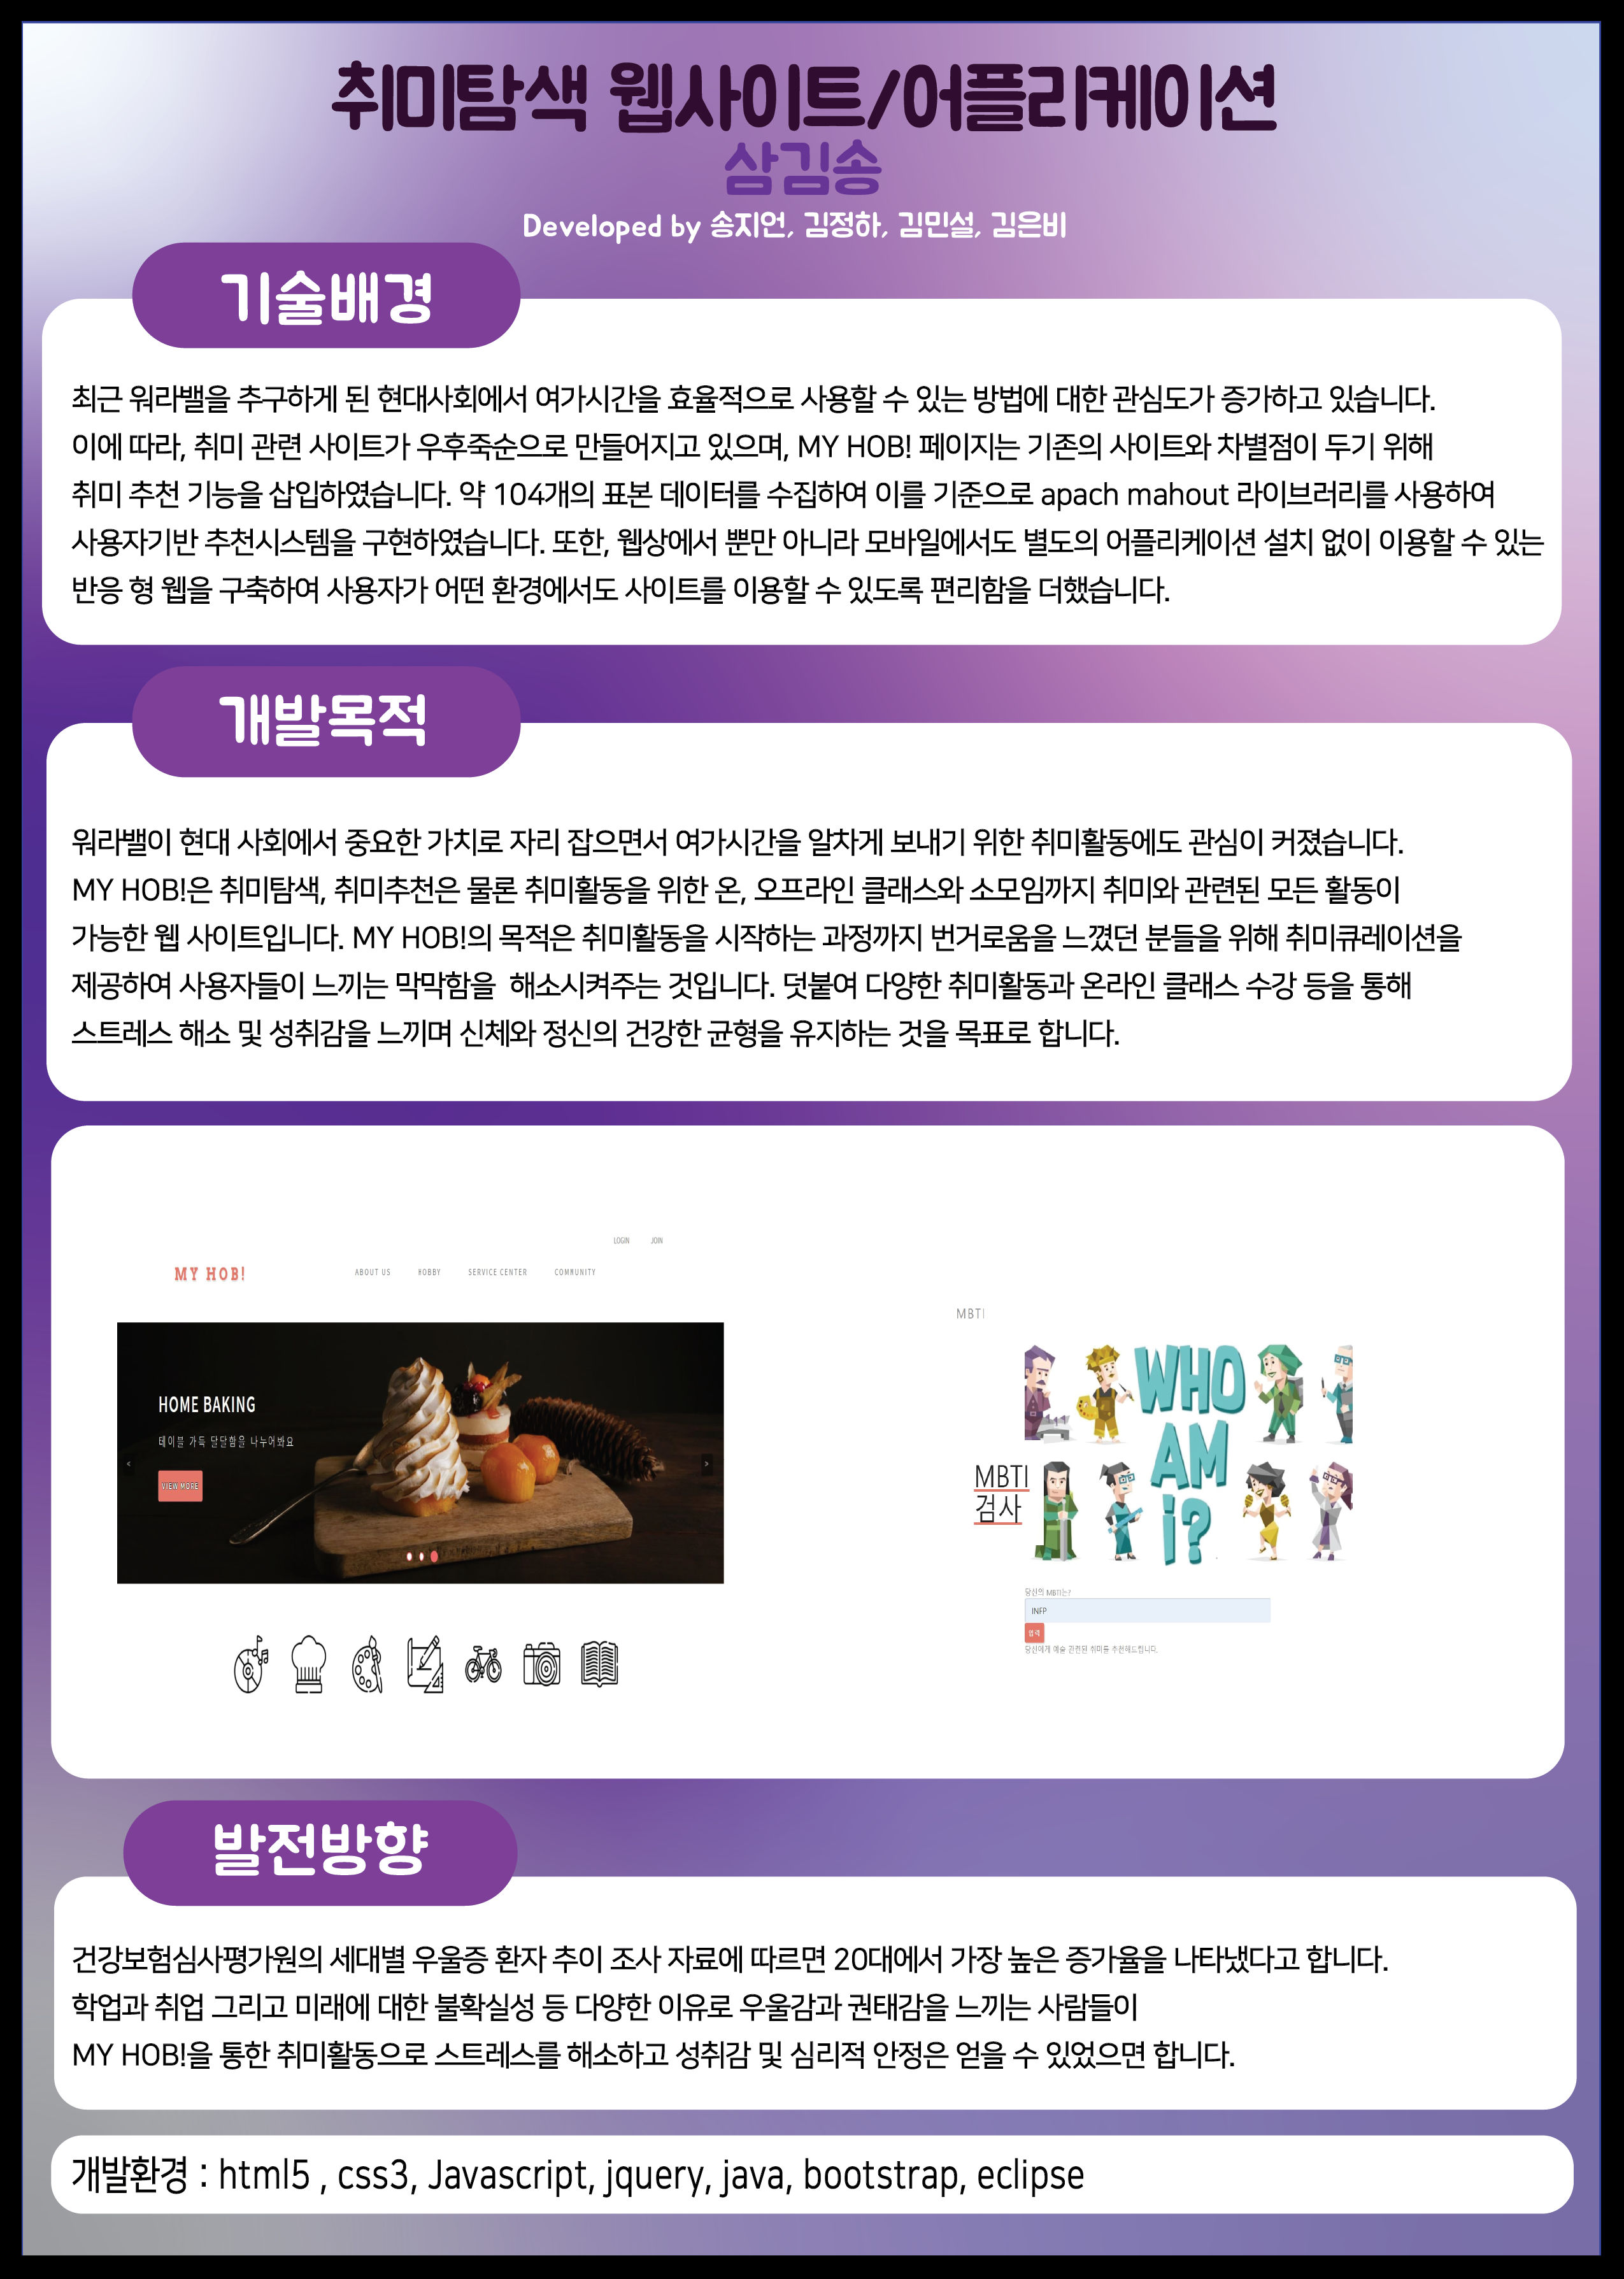 취미탐색 웹사이트/어플리케이션
삼김송
Developed by 송지언, 김정하, 김민설, 김은비
기술배경
최근 워라밸을 추구하게 된 현대사회에서 여가시간을 효율적으로 사용할 수 있는 방법에 대한 관심도가 증가하고 있습니다.
이에 따라, 취미 관련 사이트가 우후죽순으로 만들어지고 있으며, MY HOB! 페이지는 기존의 사이트와 차별점이 두기 위해
취미 추천 기능을 삽입하였습니다. 약 104개의 표본 데이터를 수집하여 이를 기준으로 apach mahout 라이브러리를 사용하여
사용자기반 추천시스템을 구현하였습니다. 또한, 웹상에서 뿐만 아니라 모바일에서도 별도의 어플리케이션 설치 없이 이용할 수 있는
반응 형 웹을 구축하여 사용자가 어떤 환경에서도 사이트를 이용할 수 있도록 편리함을 더했습니다.
개발목적
워라밸이 현대 사회에서 중요한 가치로 자리 잡으면서 여가시간을 알차게 보내기 위한 취미활동에도 관심이 커졌습니다.
MY HOB!은 취미탐색, 취미추천은 물론 취미활동을 위한 온, 오프라인 클래스와 소모임까지 취미와 관련된 모든 활동이
가능한 웹 사이트입니다. MY HOB!의 목적은 취미활동을 시작하는 과정까지 번거로움을 느꼈던 분들을 위해 취미큐레이션을
제공하여 사용자들이 느끼는 막막함을  해소시켜주는 것입니다. 덧붙여 다양한 취미활동과 온라인 클래스 수강 등을 통해
스트레스 해소 및 성취감을 느끼며 신체와 정신의 건강한 균형을 유지하는 것을 목표로 합니다.
LOGIN JOIN
MY HOB! ABOUT US HOBBY SERVICE CENTER COMMUNITY
HOME BAKING
테이블 가득 달달함을 나누어봐요
VIEW MORE
MBTI
WHO
AM
i?
MBTI
검사
당신의 MBTI는?
INFP
입력
당신에게 예술 관련된 취미를 추천해드립니다.
발전방향
건강보험심사평가원의 세대별 우울증 환자 추이 조사 자료에 따르면 20대에서 가장 높은 증가율을 나타냈다고 합니다.
학업과 취업 그리고 미래에 대한 불확실성 등 다양한 이유로 우울감과 권태감을 느끼는 사람들이
MY HOB!을 통한 취미활동으로 스트레스를 해소하고 성취감 및 심리적 안정은 얻을 수 있었으면 합니다.
개발환경 : html5 , css3, Javascript, jquery, java, bootstrap, eclipse